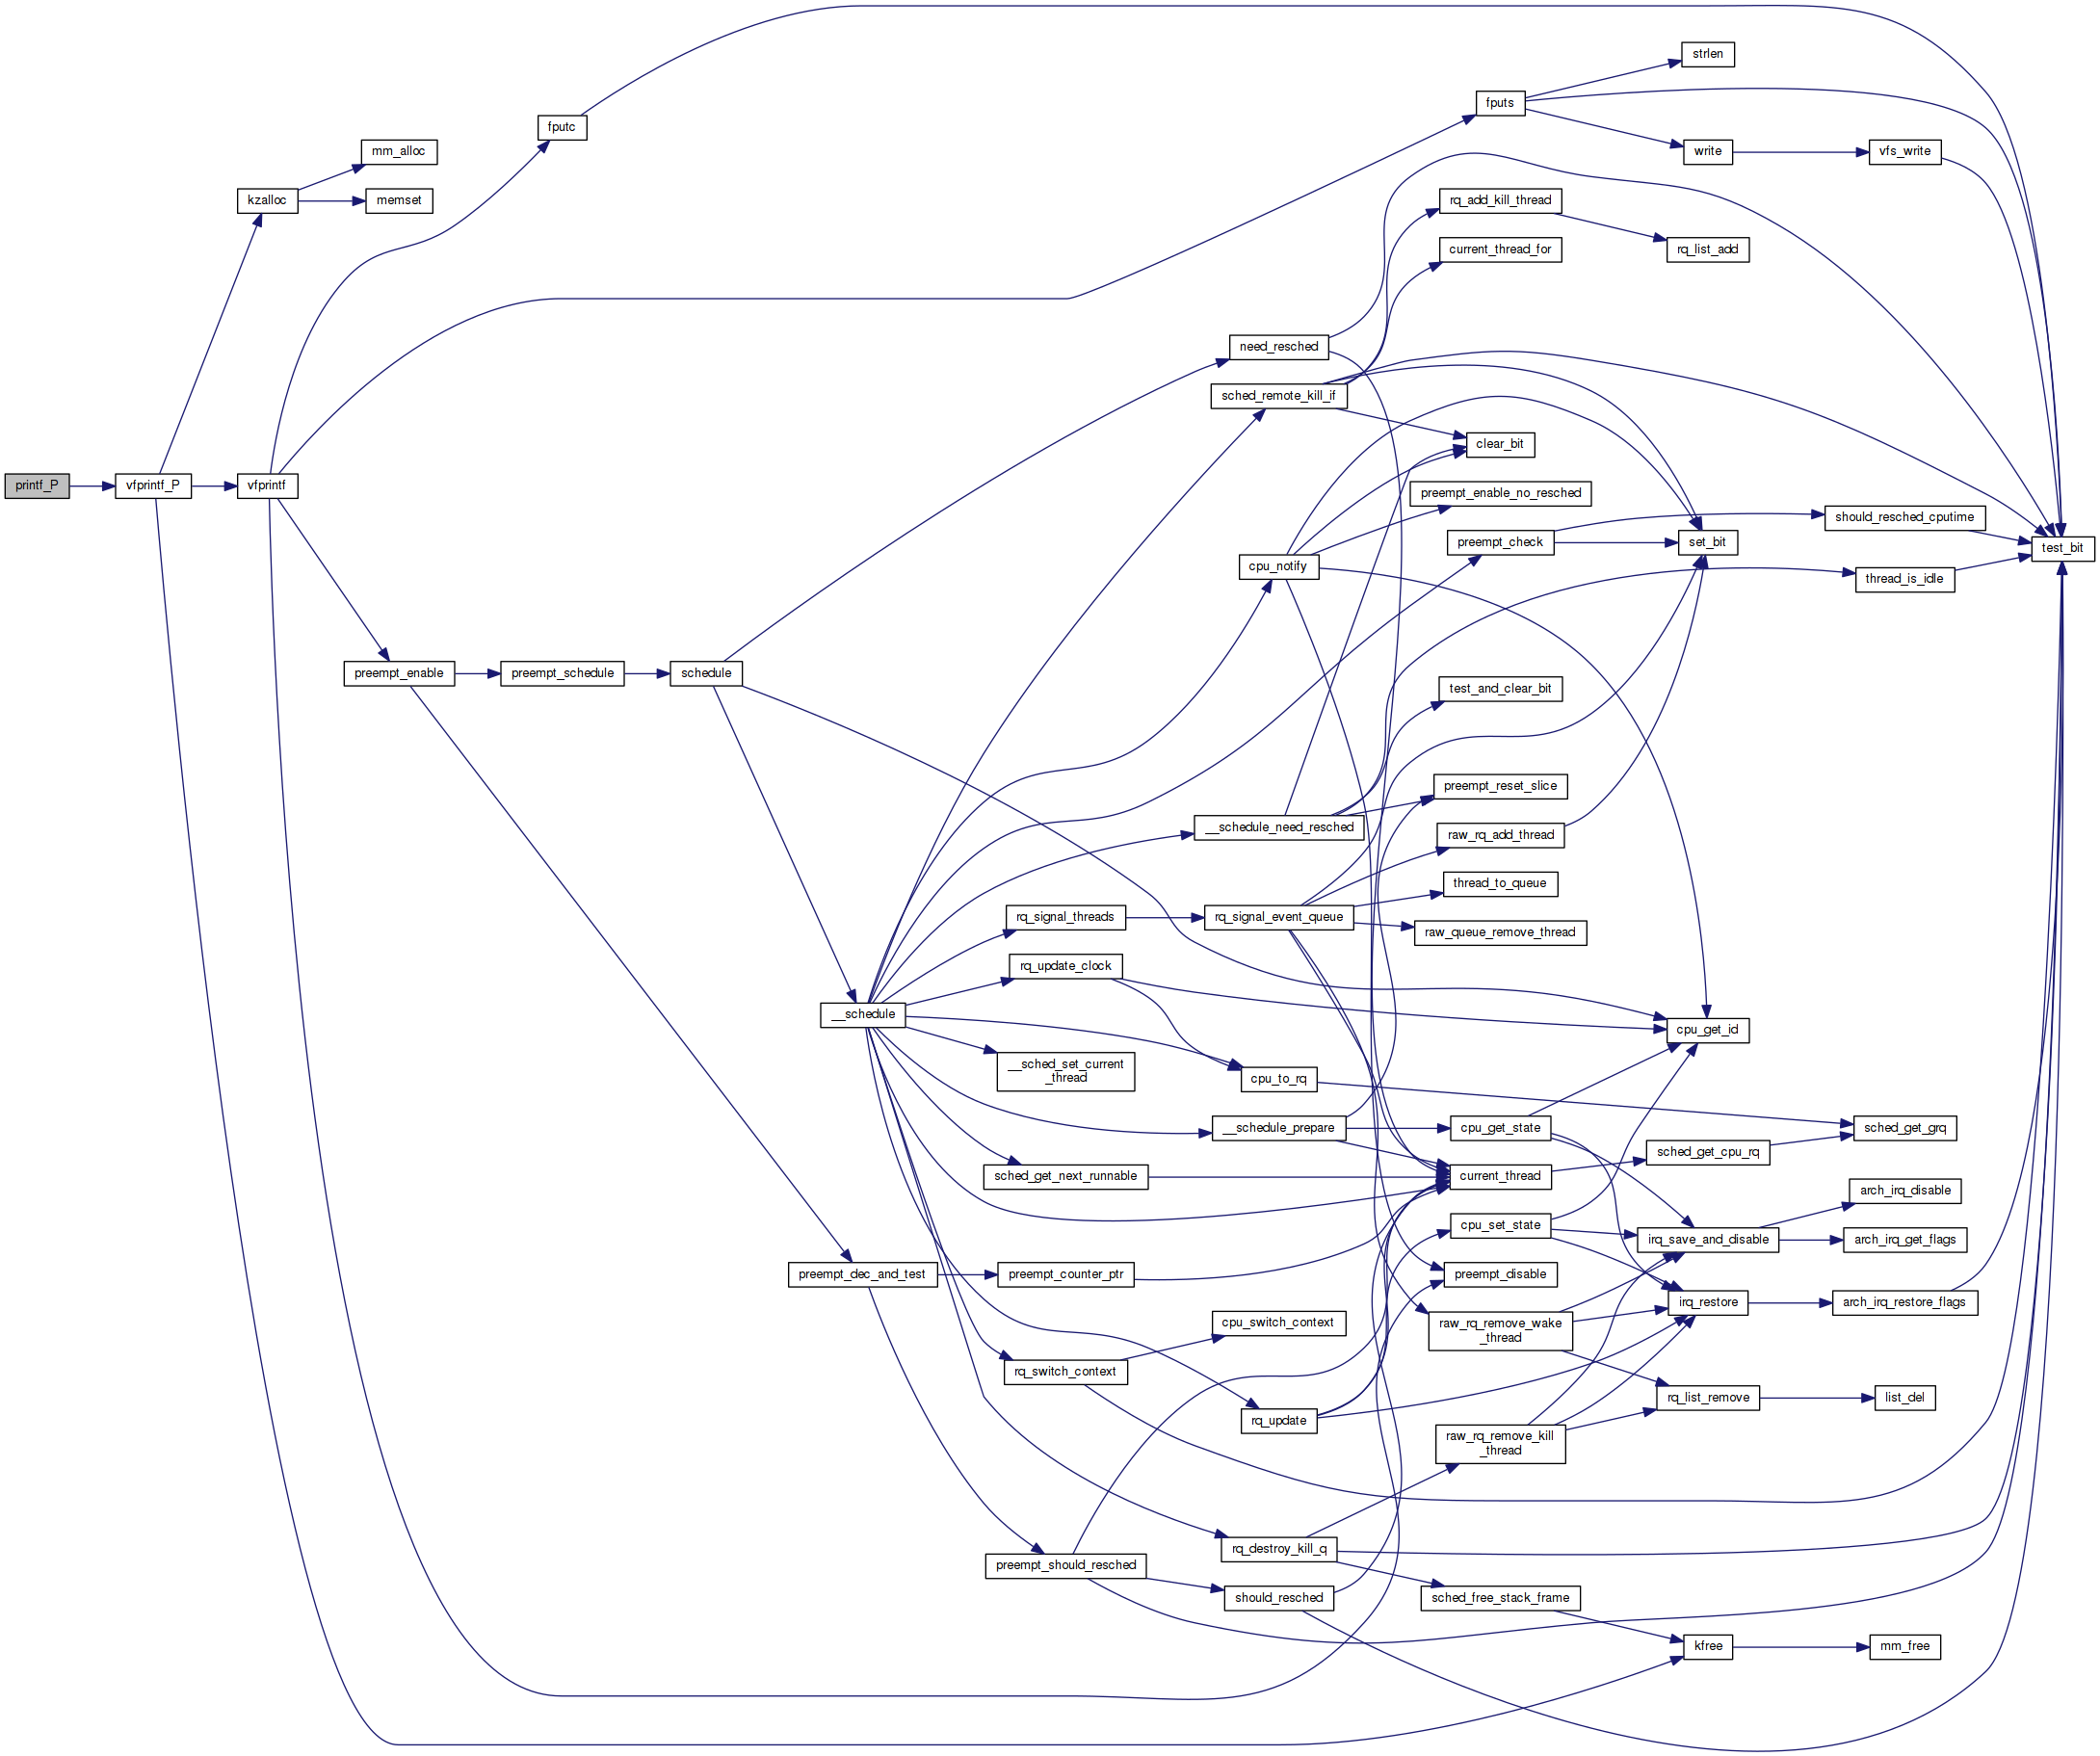 strlen
fputs
fputc
mm_alloc
write
vfs_write
kzalloc
memset
rq_add_kill_thread
current_thread_for
rq_list_add
need_resched
sched_remote_kill_if
clear_bit
printf_P
vfprintf_P
vfprintf
preempt_enable_no_resched
should_resched_cputime
preempt_check
set_bit
test_bit
cpu_notify
thread_is_idle
preempt_enable
preempt_schedule
schedule
test_and_clear_bit
preempt_reset_slice
__schedule_need_resched
raw_rq_add_thread
thread_to_queue
rq_signal_threads
rq_signal_event_queue
raw_queue_remove_thread
rq_update_clock
__schedule
cpu_get_id
__sched_set_current
_thread
cpu_to_rq
__schedule_prepare
cpu_get_state
sched_get_grq
sched_get_cpu_rq
sched_get_next_runnable
current_thread
arch_irq_disable
cpu_set_state
irq_save_and_disable
arch_irq_get_flags
preempt_dec_and_test
preempt_counter_ptr
preempt_disable
irq_restore
arch_irq_restore_flags
cpu_switch_context
raw_rq_remove_wake
_thread
rq_switch_context
rq_list_remove
list_del
rq_update
raw_rq_remove_kill
_thread
rq_destroy_kill_q
preempt_should_resched
should_resched
sched_free_stack_frame
kfree
mm_free